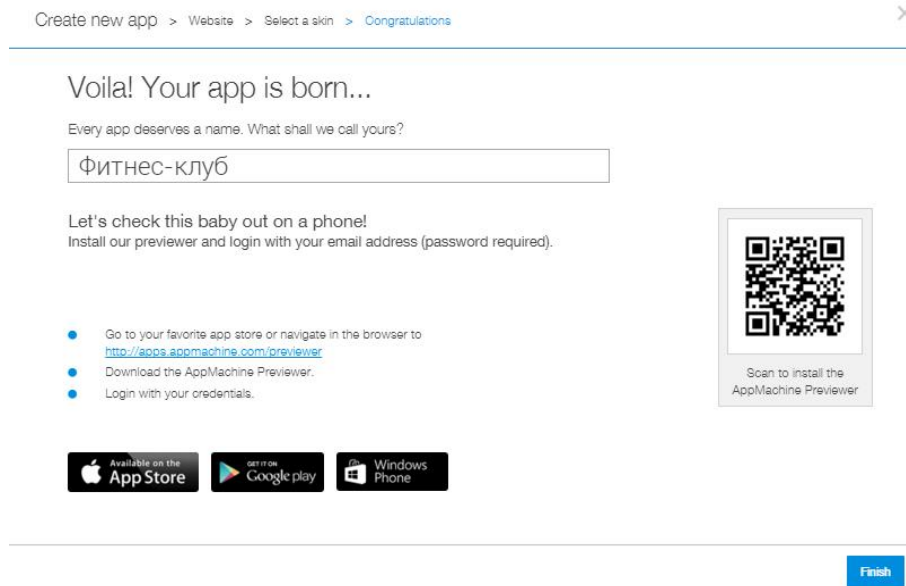 Create new app > Website > Select a skin > Congratulations
Voila! Your app is born...
Every app deserves a name. What shall we call yours?
Фитнес-клуб
Let's check this baby out on a phone!
Install our previewer and login with your email address (password required).
Go to your favorite app store or navigate in the browser to
http://apps.appmachine.com/previewer
Download the AppMachine Previewer.
Login with your credentials.
Scan to install the
AppMachine Previewer
Available on the
App Store
GET IT ON
Google play
Windows
Phone
Finish